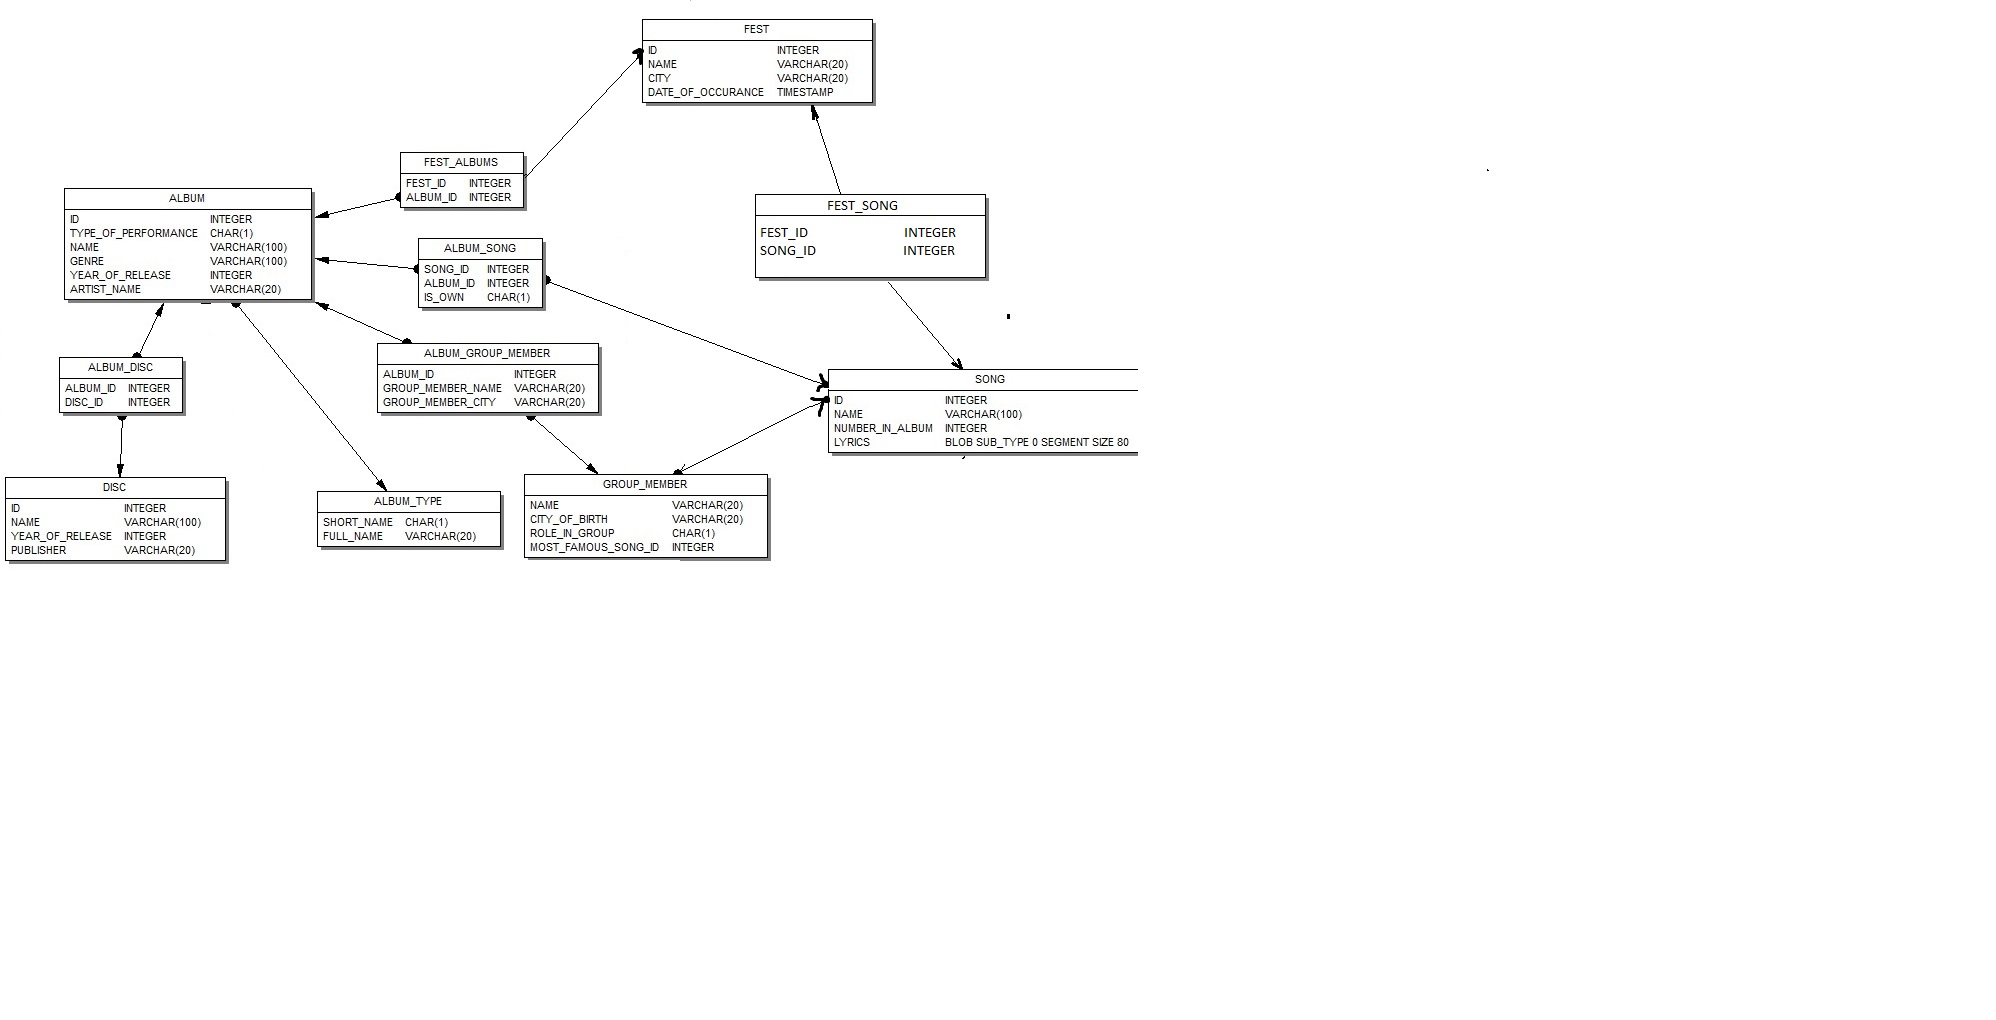 FEST
ID INTEGER
NAME VARCHAR(20)
CITY VARCHAR(20)
DATE_OF_OCCURANCE TIMESTAMP
FEST_ALBUMS
FEST_ID INTEGER
ALBUM_ID INTEGER
ALBUM
ID INTEGER
TYPE_OF_PERFORMANCE CHAR(1)
NAME VARCHAR(100)
GENRE VARCHAR(100)
YEAR_OF_RELEASE INTEGER
ARTIST_NAME VARCHAR(20)
FEST_SONG
FEST_ID INTEGER
SONG_ID INTEGER
ALBUM_SONG
SONG_ID INTEGER
ALBUM_ID INTEGER
IS_OWN CHAR(1)
ALBUM_GROUP_MEMBER
ALBUM_ID INTEGER
GROUP_MEMBER_NAME VARCHAR(20)
GROUP_MEMBER_CITY VARCHAR(20)
ALBUM_DISC
ALBUM_ID INTEGER
DISC_ID INTEGER
SONG
ID INTEGER
NAME VARCHAR(100)
NUMBER_IN_ALBUM INTEGER
LYRICS BLOB SUB_TYPE 0 SEGMENT SIZE 80
DISC
ID INTEGER
NAME VARCHAR(100)
YEAR_OF_RELEASE INTEGER
PUBLISHER VARCHAR(20)
ALBUM_TYPE
SHORT_NAME CHAR(1)
FULL_NAME VARCHAR(20)
GROUP_MEMBER
NAME VARCHAR(20)
CITY_OF_BIRTH VARCHAR(20)
ROLE_IN_GROUP CHAR(1)
MOST_FAMOUS_SONG_ID INTEGER